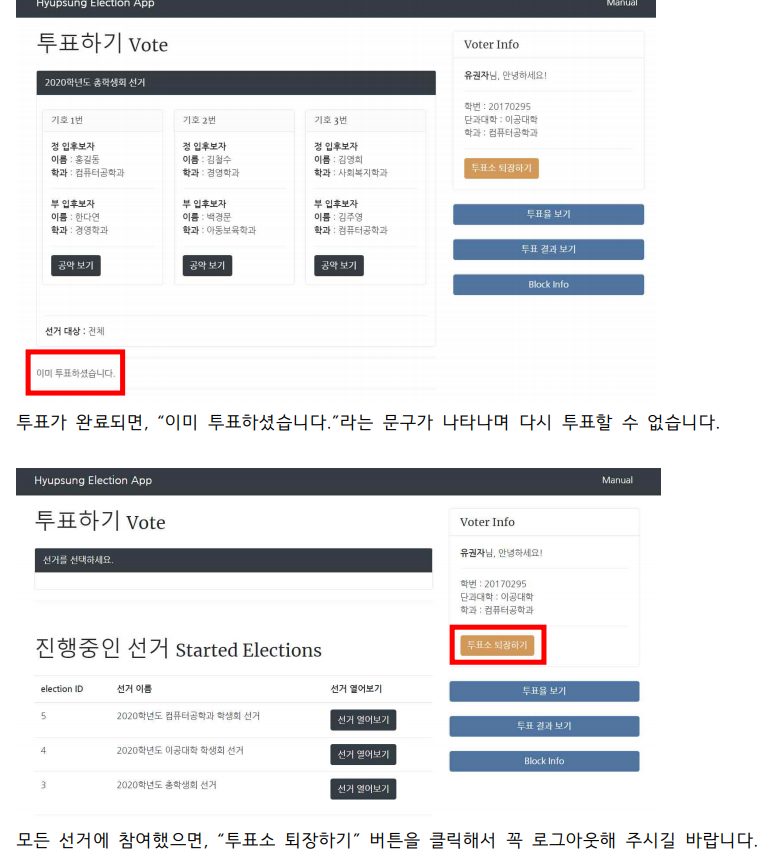 Hyupsung Election App
Manual
투표하기 Vote
2020학년도 총학생회 선거
기호 1번
정 입후보자
이름 : 홍길동
학과 : 컴퓨터공학과
부 입후보자
이름 : 한다연
학과 : 경영학과
공약 보기
기호 2번
정 입후보자
이름 : 김철수
학과 : 경영학과
부 입후보자
이름 : 백경문
학과 : 아동보육학과
공약 보기
기호 3번
정 입후보자
이름 : 김영희
학과 : 사회복지학과
부 입후보자
이름 : 김주영
학과 : 컴퓨터공학과
공약 보기
선거 대상 : 전체
이미 투표하셨습니다.
Voter Info
유권자님, 안녕하세요!
학번 : 20170295
단과대학 : 이공대학
학과 : 컴퓨터공학과
투표소 퇴장하기
투표율 보기
투표 결과 보기
Block Info
투표가 완료되면, “이미 투표하셨습니다.”라는 문구가 나타나며 다시 투표할 수 없습니다.
Hyupsung Election App
Manual
투표하기 Vote
선거를 선택하세요.
진행중인 선거 Started Elections
election ID 선거 이름 선거 열어보기
5 2020학년도 컴퓨터공학과 학생회 선거 선거 열어보기
4 2020학년도 이공대학 학생회 선거 선거 열어보기
3 2020학년도 총학생회 선거 선거 열어보기
Voter Info
유권자님, 안녕하세요!
학번 : 20170295
단과대학 : 이공대학
학과 : 컴퓨터공학과
투표소 퇴장하기
투표율 보기
투표 결과 보기
Block Info
모든 선거에 참여했으면, “투표소 퇴장하기” 버튼을 클릭해서 꼭 로그아웃해 주시길 바랍니다.